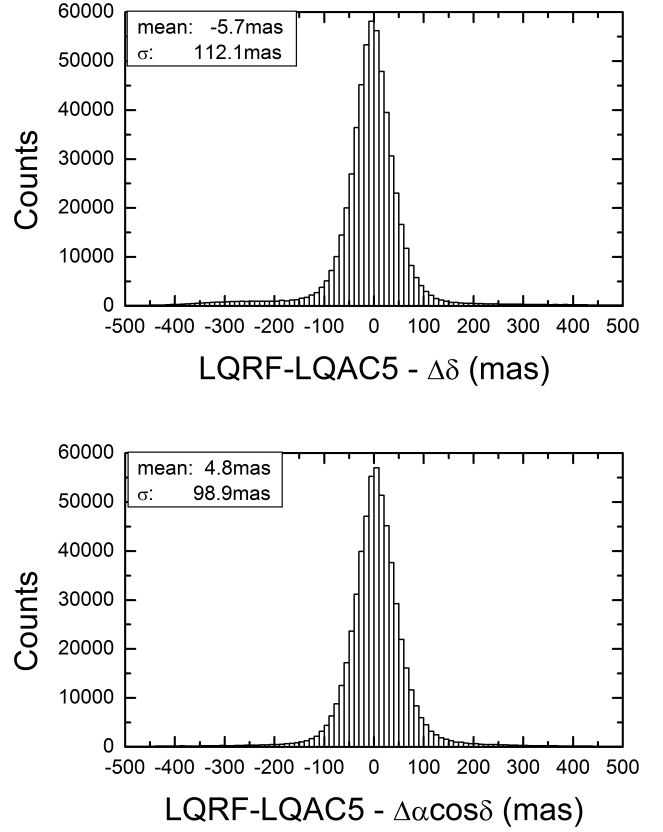 mean: -5.7mas
σ: 112.1mas
60000
50000
40000
30000
20000
10000
0
Counts
-500 -400 -300 -200 -100 0 100 200 300 400 500
LQRF-LQAC5 - Δδ (mas)
mean: 4.8mas
σ: 98.9mas
60000
50000
40000
30000
20000
10000
0
Counts
-500 -400 -300 -200 -100 0 100 200 300 400 500
LQRF-LQAC5 - Δαcosδ (mas)